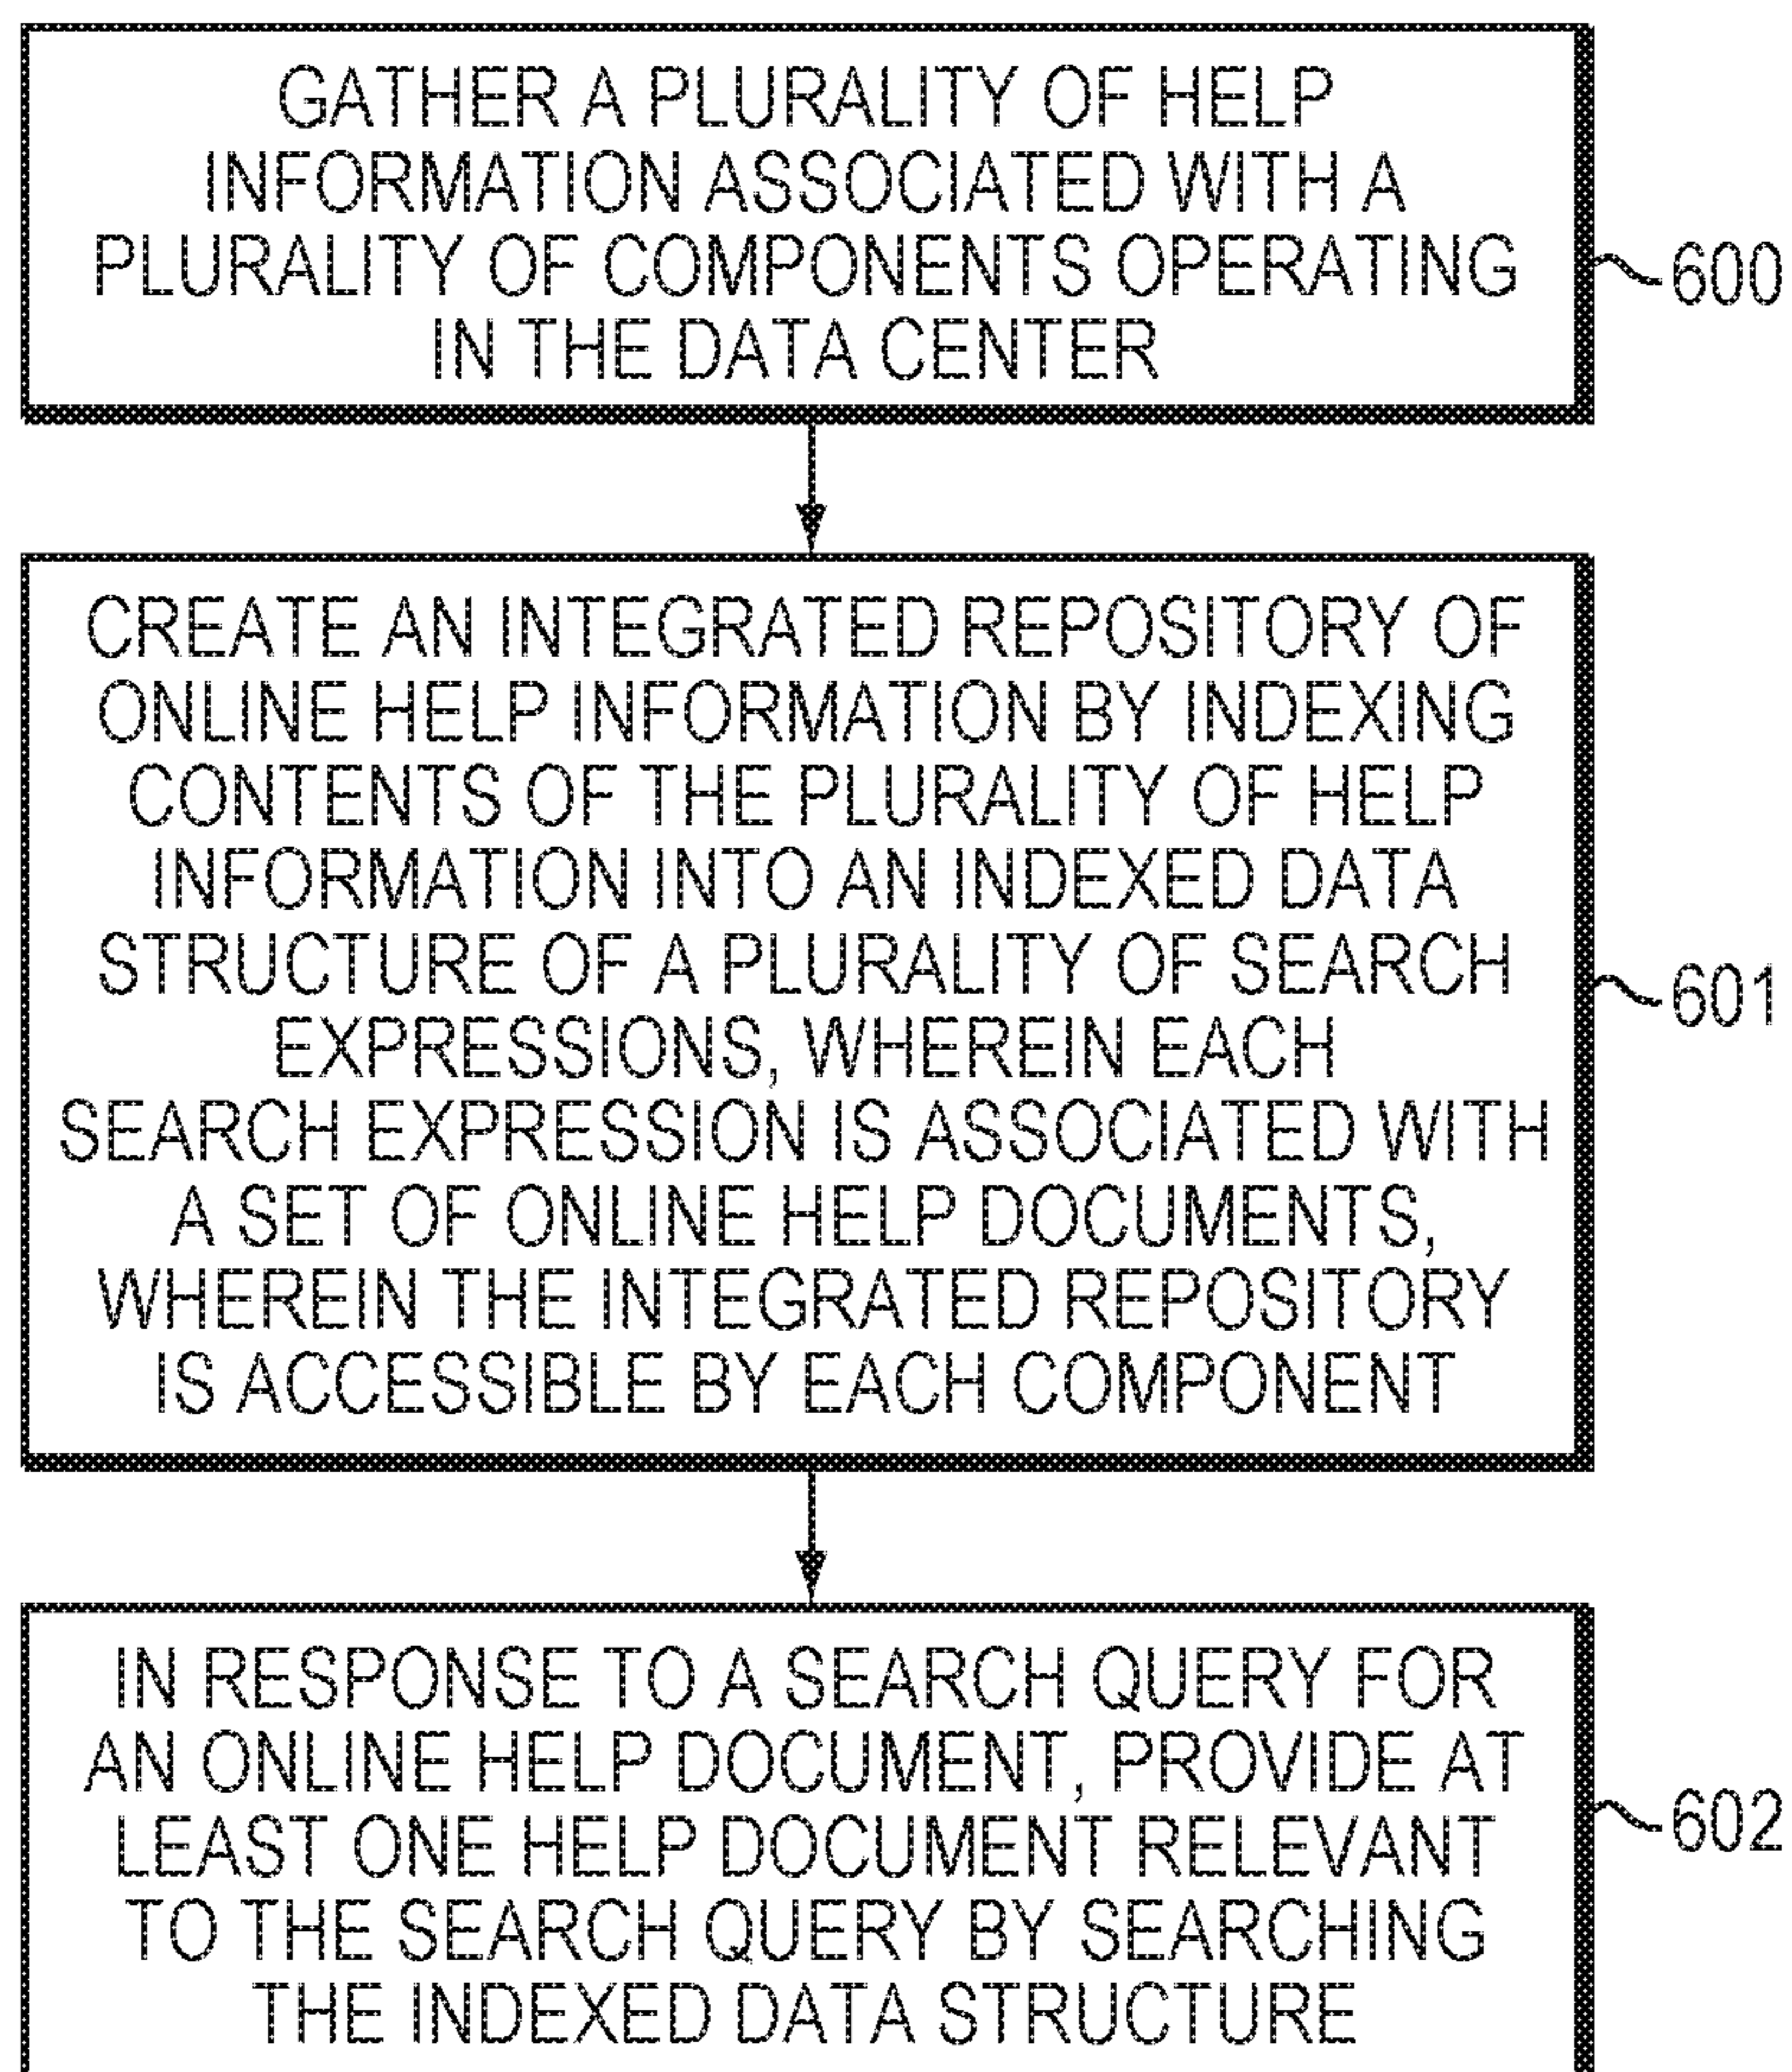 GATHER A PLURALITY OF HELP
INFORMATION ASSOCIATED WITH A
PLURALITY OF COMPONENTS OPERATING
IN THE DATA CENTER
600
CREATE AN INTEGRATED REPOSITORY OF
ONLINE HELP INFORMATION BY INDEXING
CONTENTS OF THE PLURALITY OF HELP
INFORMATION INTO AN INDEXED DATA
STRUCTURE OF A PLURALITY OF SEARCH
EXPRESSIONS, WHEREIN EACH
SEARCH EXPRESSION IS ASSOCIATED WITH
A SET OF ONLINE HELP DOCUMENTS,
WHEREIN THE INTEGRATED REPOSITORY
IS ACCESSIBLE BY EACH COMPONENT
601
IN RESPONSE TO A SEARCH QUERY FOR
AN ONLINE HELP DOCUMENT, PROVIDE AT
LEAST ONE HELP DOCUMENT RELEVANT
TO THE SEARCH QUERY BY SEARCHING
THE INDEXED DATA STRUCTURE
602